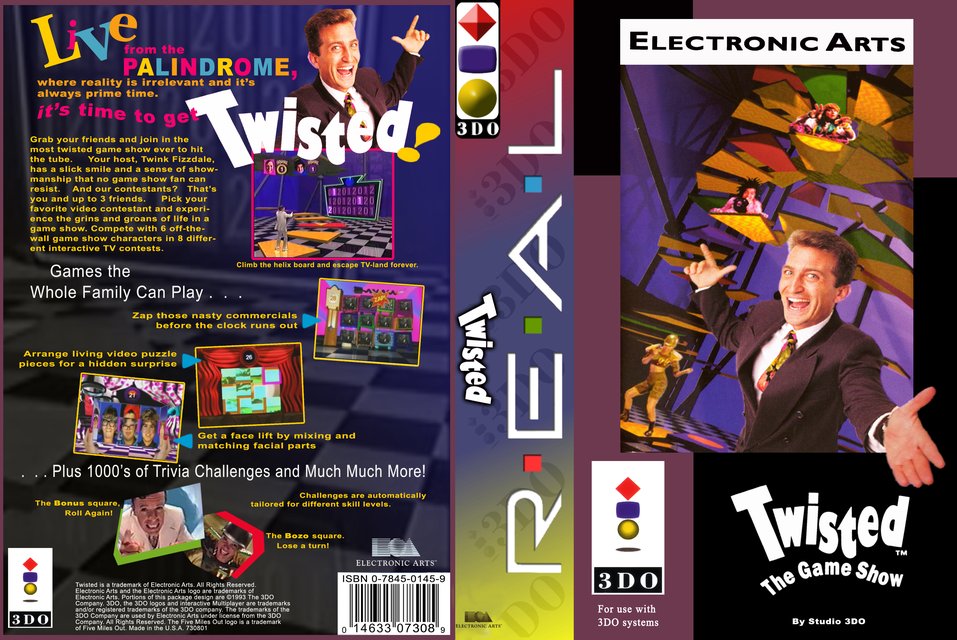 Live
from the
PALINDROME,
where reality is irrelevant and it's
always prime time.
it's time to get
Twisted!
Grab your friends and join in the
most twisted game show ever to hit
the tube. Your host, Twink Fizzdale,
has a slick smile and a sense of show-
manship that no game show fan can
resist. And our contestants? That's
you and up to 3 friends. Pick your
favorite video contestant and experi-
ence the grins and groans of life in a
game show. Compete with 6 off-the-
wall game show characters in 8 differ-
ent interactive TV contests.
Climb the helix board and escape TV-land forever.
Games the
Whole Family Can Play . . .
Zap those nasty commercials
before the clock runs out
ZAP!
Arrange living video puzzle
pieces for a hidden surprise
26
21
Get a face lift by mixing and
matching facial parts
. . . Plus 1000's of Trivia Challenges and Much Much More!
The Bonus square,
Roll Again!
Challenges are automatically
tailored for different skill levels.
The Bozo square.
Lose a turn!
ELECTRONIC ARTS®
3DO
Twisted is a trademark of Electronic Arts. All Rights Reserved.
Electronic Arts and the Electronic Arts logo are trademarks of
Electronic Arts. Portions of this package design are ©1993 The 3DO
Company. 3DO, the 3DO logos and interactive Multiplayer are trademarks
and/or registered trademarks of the 3DO company. The trademarks of the
3DO Company are used by Electronic Arts under license from the 3DO
Company. All Rights Reserved. The Five Miles Out logo is a trademark
of Five Miles Out. Made in the U.S.A. 730801
ISBN 0-7845-0145-9
0 14633 07308 9
3DO
Twisted
R·E·A·L
ELECTRONIC ARTS®
ELECTRONIC ARTS
3DO
For use with
3DO systems
Twisted™
The Game Show
By Studio 3DO